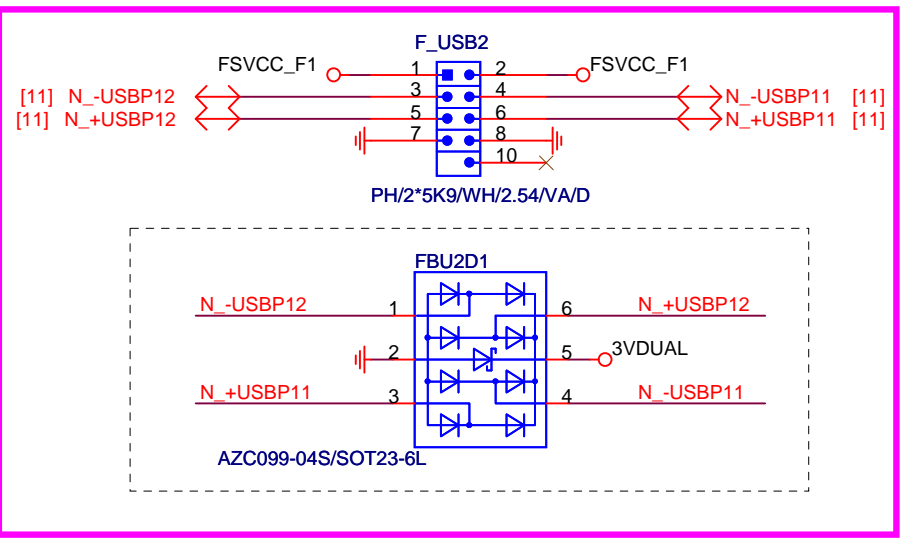 F_USB2
FSVCC_F1 1 2 FSVCC_F1
[11] N_-USBP12 3 4 N_-USBP11 [11]
[11] N_+USBP12 5 6 N_+USBP11 [11]
7 8
10
PH/2*5K9/WH/2.54/VA/D
FBU2D1
N_-USBP12 1 6 N_+USBP12
2 5 3VDUAL
N_+USBP11 3 4 N_-USBP11
AZC099-04S/SOT23-6L